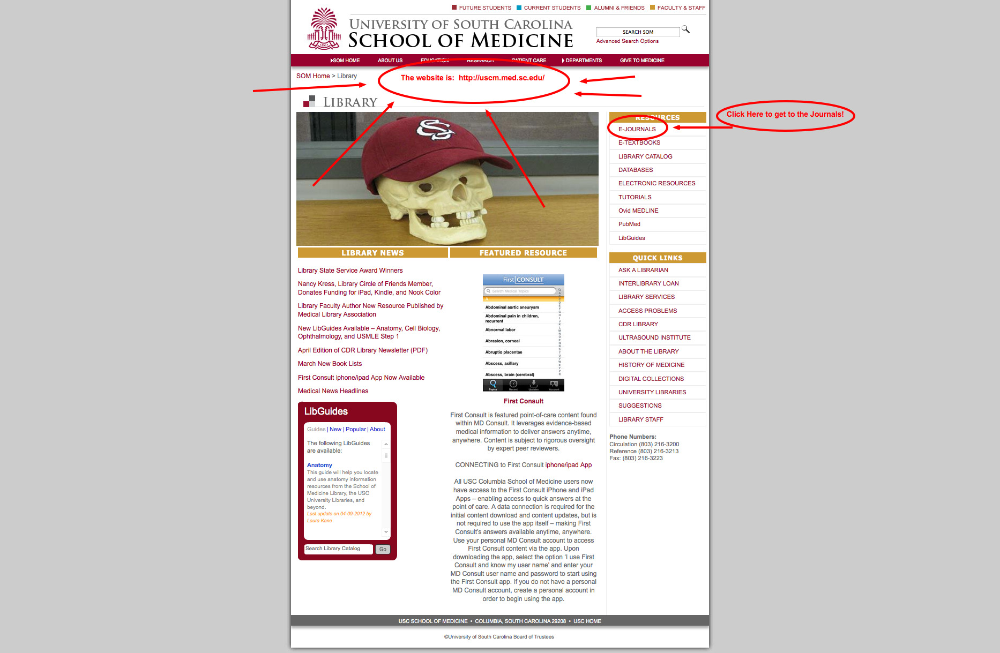 FUTURE STUDENTS CURRENT STUDENTS ALUMNI & FRIENDS FACULTY & STAFF
UNIVERSITY OF SOUTH CAROLINA
SCHOOL OF MEDICINE
1801
SEARCH SOM
Advanced Search Options
SOM HOME ABOUT US EDUCATION RESEARCH PATIENT CARE DEPARTMENTS GIVE TO MEDICINE
SOM Home > Library
The website is: http://uscm.med.sc.edu/
LIBRARY
SC
Click Here to get to the Journals!
RESOURCES
E-JOURNALS
E-TEXTBOOKS
LIBRARY CATALOG
DATABASES
ELECTRONIC RESOURCES
TUTORIALS
Ovid MEDLINE
PubMed
LibGuides
LIBRARY NEWS
Library State Service Award Winners
Nancy Kress, Library Circle of Friends Member,
Donates Funding for iPad, Kindle, and Nook Color
Library Faculty Author New Resource Published by
Medical Library Association
New LibGuides Available – Anatomy, Cell Biology,
Ophthalmology, and USMLE Step 1
April Edition of CDR Library Newsletter (PDF)
March New Book Lists
First Consult iphone/ipad App Now Available
Medical News Headlines
LibGuides
Guides | New | Popular | About
The following LibGuides
are available:
Anatomy
This guide will help you locate
and use anatomy information
resources from the School of
Medicine Library, the USC
University Libraries, and
beyond.
Last update on 04-09-2012 by
Laura Kane
Search Library Catalog Go
FEATURED RESOURCE
First CONSULT
Search Medical Topics
A
Abdominal aortic aneurysm
Abdominal pain in children,
recurrent
Abnormal labor
Abrasion, corneal
Abruptio placentae
Abscess, axillary
Abscess, brain (cerebral)
Topics Recent Updates Account
First Consult
First Consult is featured point-of-care content found
within MD Consult. It leverages evidence-based
medical information to deliver answers anytime,
anywhere. Content is subject to rigorous oversight
by expert peer reviewers.
CONNECTING to First Consult iphone/ipad App
All USC Columbia School of Medicine users now
have access to the First Consult iPhone and iPad
Apps – enabling access to quick answers at the
point of care. A data connection is required for the
initial content download and content updates, but is
not required to use the app itself – making First
Consult's answers available anytime, anywhere.
Use your personal MD Consult account to access
First Consult content via the app. Upon
downloading the app, select the option 'I use First
Consult and know my user name' and enter your
MD Consult user name and password to start using
the First Consult app. If you do not have a personal
MD Consult account, create a personal account in
order to begin using the app.
QUICK LINKS
ASK A LIBRARIAN
INTERLIBRARY LOAN
LIBRARY SERVICES
ACCESS PROBLEMS
CDR LIBRARY
ULTRASOUND INSTITUTE
ABOUT THE LIBRARY
HISTORY OF MEDICINE
DIGITAL COLLECTIONS
UNIVERSITY LIBRARIES
SUGGESTIONS
LIBRARY STAFF
Phone Numbers:
Circulation (803) 216-3200
Reference (803) 216-3213
Fax: (803) 216-3223
USC SCHOOL OF MEDICINE • COLUMBIA, SOUTH CAROLINA 29208 • USC HOME
©University of South Carolina Board of Trustees